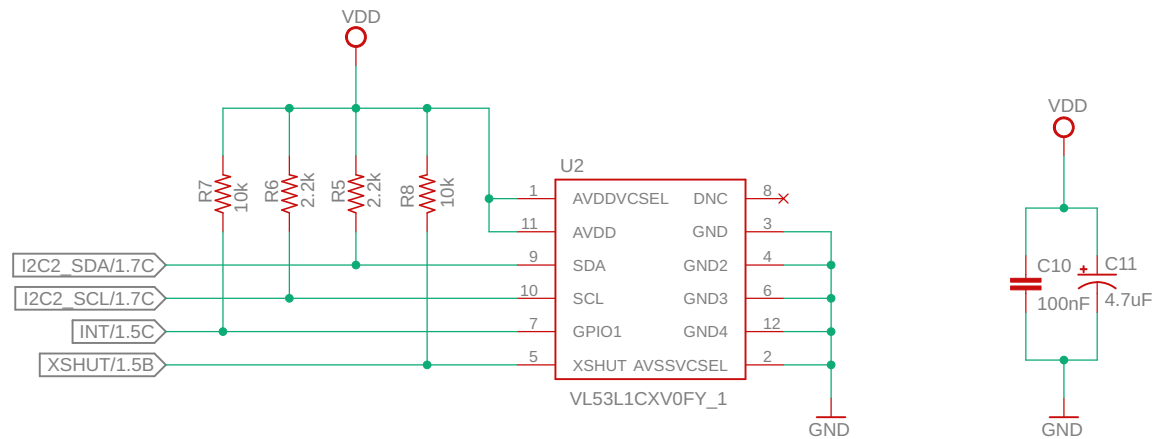 VDD
VDD
U2
R7
10k
R6
2.2k
R5
2.2k
R8
10k
1
AVDDVCSEL
DNC
8
11
AVDD
GND
3
I2C2_SDA/1.7C
9
SDA
GND2
4
I2C2_SCL/1.7C
10
SCL
GND3
6
INT/1.5C
7
GPIO1
GND4
12
XSHUT/1.5B
5
XSHUT
AVSSVCSEL
2
VL53L1CXV0FY_1
GND
C10
100nF
+
C11
4.7uF
GND